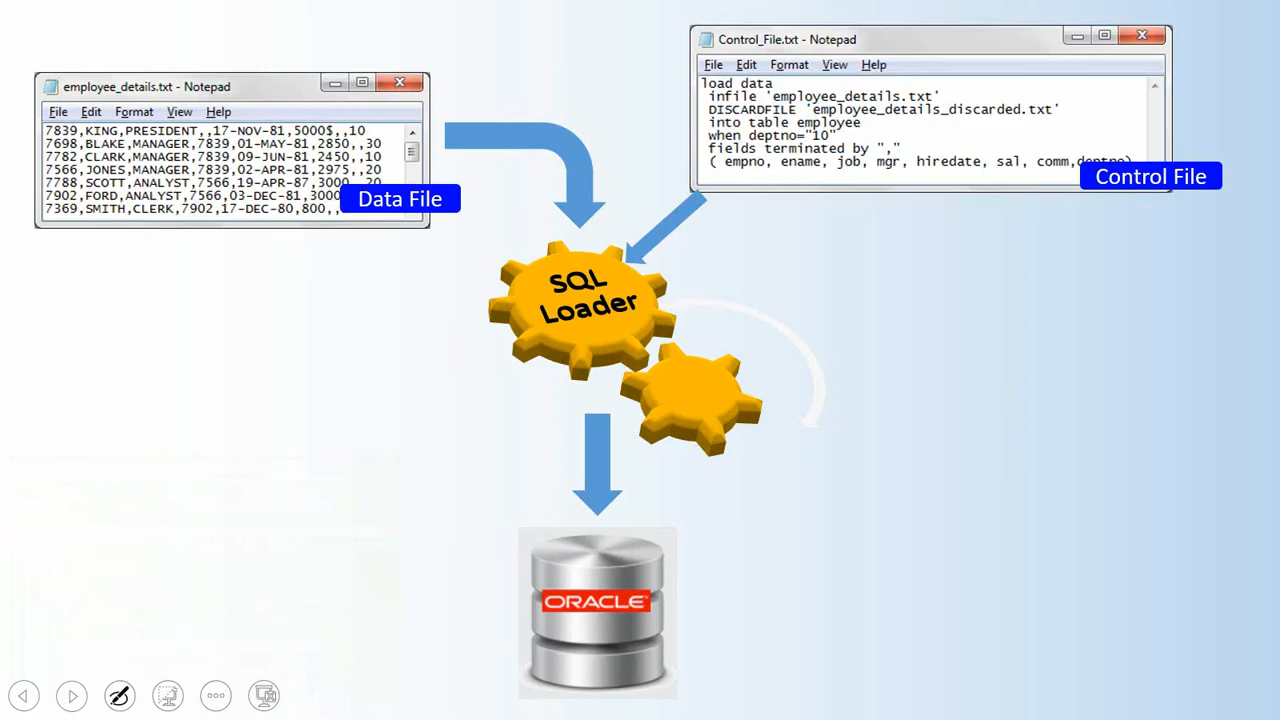 employee_details.txt - Notepad
File Edit Format View Help
7839,KING,PRESIDENT,,17-NOV-81,5000$,,10
7698,BLAKE,MANAGER,7839,01-MAY-81,2850,,30
7782,CLARK,MANAGER,7839,09-JUN-81,2450,,10
7566,JONES,MANAGER,7839,02-APR-81,2975,,20
7788,SCOTT,ANALYST,7566,19-APR-87,3000,,20
7902,FORD,ANALYST,7566,03-DEC-81,3000
7369,SMITH,CLERK,7902,17-DEC-80,800,,
Data File
Control_File.txt - Notepad
File Edit Format View Help
load data
infile 'employee_details.txt'
DISCARDFILE 'employee_details_discarded.txt'
into table employee
when deptno="10"
fields terminated by ","
( empno, ename, job, mgr, hiredate, sal, comm,deptno)
Control File
SQL
Loader
ORACLE